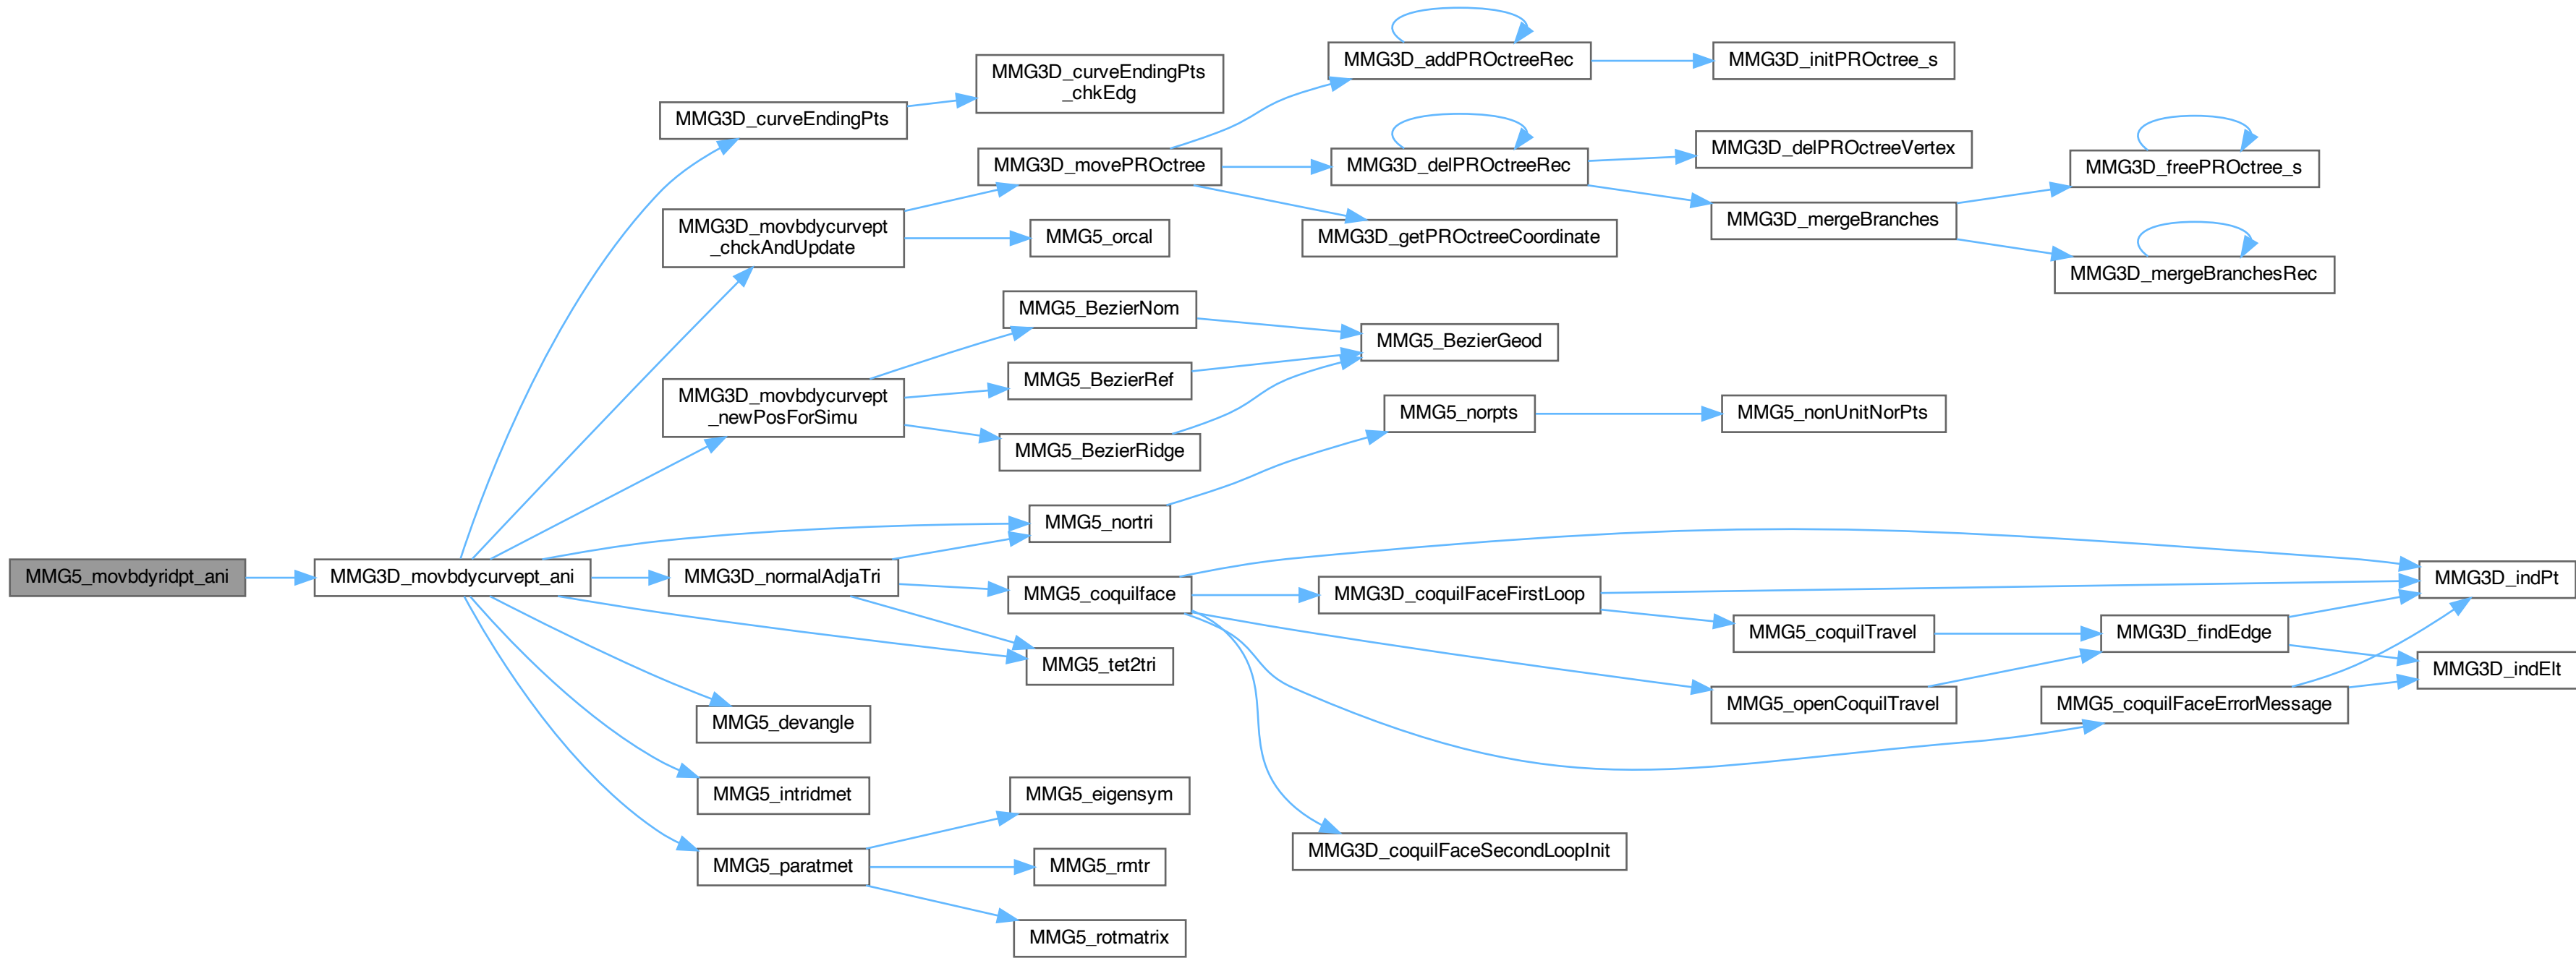 MMG5_movbdyridpt_ani
MMG3D_movbdycurvept_ani
MMG3D_curveEndingPts
MMG3D_curveEndingPts
_chkEdg
MMG3D_movbdycurvept
_chckAndUpdate
MMG3D_movePROctree
MMG3D_addPROctreeRec
MMG3D_initPROctree_s
MMG3D_delPROctreeRec
MMG3D_delPROctreeVertex
MMG3D_mergeBranches
MMG3D_freePROctree_s
MMG3D_mergeBranchesRec
MMG3D_getPROctreeCoordinate
MMG5_orcal
MMG3D_movbdycurvept
_newPosForSimu
MMG5_BezierNom
MMG5_BezierGeod
MMG5_BezierRef
MMG5_BezierRidge
MMG5_nortri
MMG5_norpts
MMG5_nonUnitNorPts
MMG3D_normalAdjaTri
MMG5_coquilface
MMG3D_coquilFaceFirstLoop
MMG3D_indPt
MMG5_coquilTravel
MMG3D_findEdge
MMG3D_indElt
MMG5_openCoquilTravel
MMG5_coquilFaceErrorMessage
MMG3D_coquilFaceSecondLoopInit
MMG5_tet2tri
MMG5_devangle
MMG5_intridmet
MMG5_paratmet
MMG5_eigensym
MMG5_rmtr
MMG5_rotmatrix